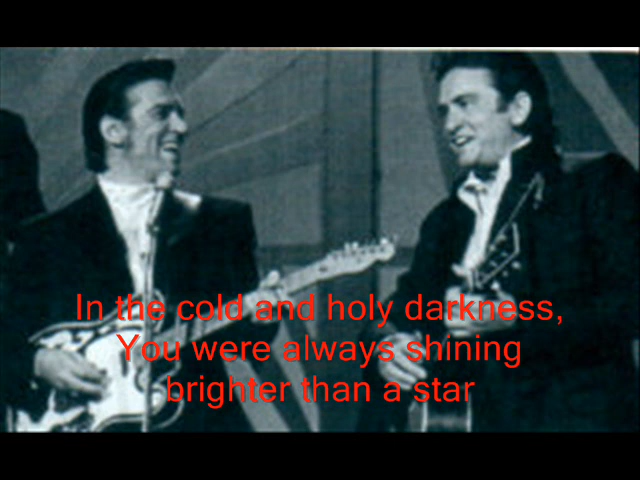 In the cold and holy darkness,
You were always shining
brighter than a star